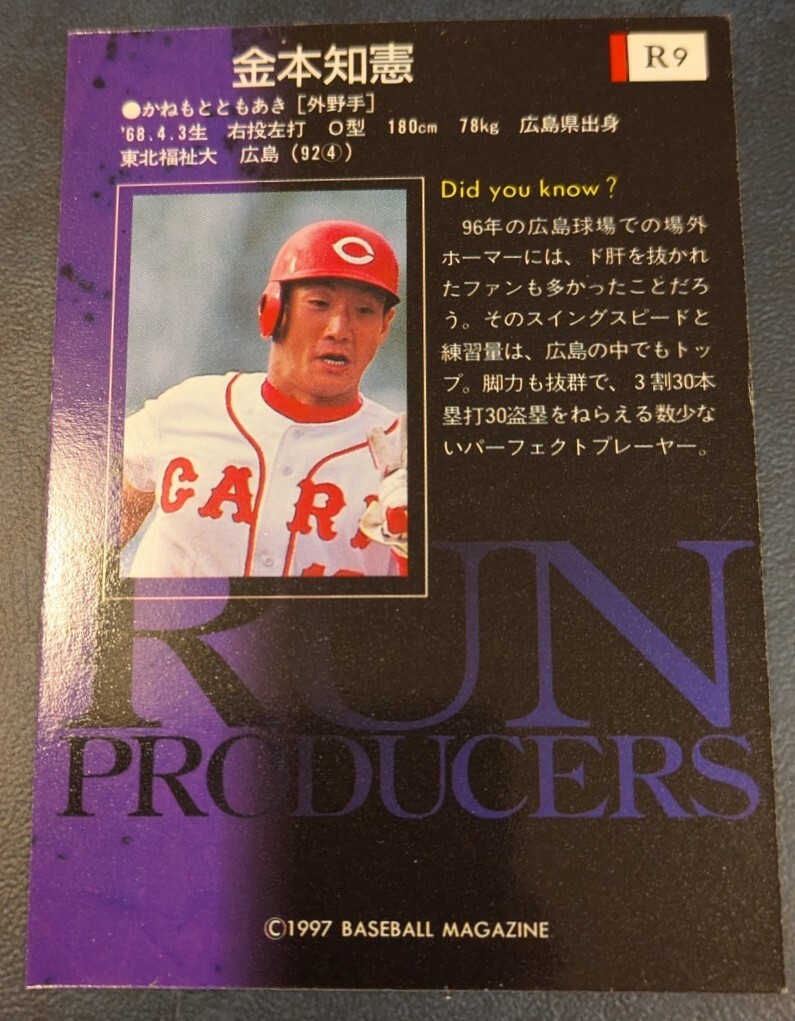 金本知憲
R9
●かねもとともあき［外野手］
'68.4.3生 右投左打 O型 180cm 78kg 広島県出身
東北福祉大 広島（92④）
Did you know?
96年の広島球場での場外
ホーマーには、ド肝を抜かれ
たファンも多かったことだろ
う。そのスイングスピードと
練習量は、広島の中でもトッ
プ。脚力も抜群で、3割30本
塁打30盗塁をねらえる数少な
いパーフェクトプレーヤー。
C
CAR
RUN
PRODUCERS
©1997 BASEBALL MAGAZINE